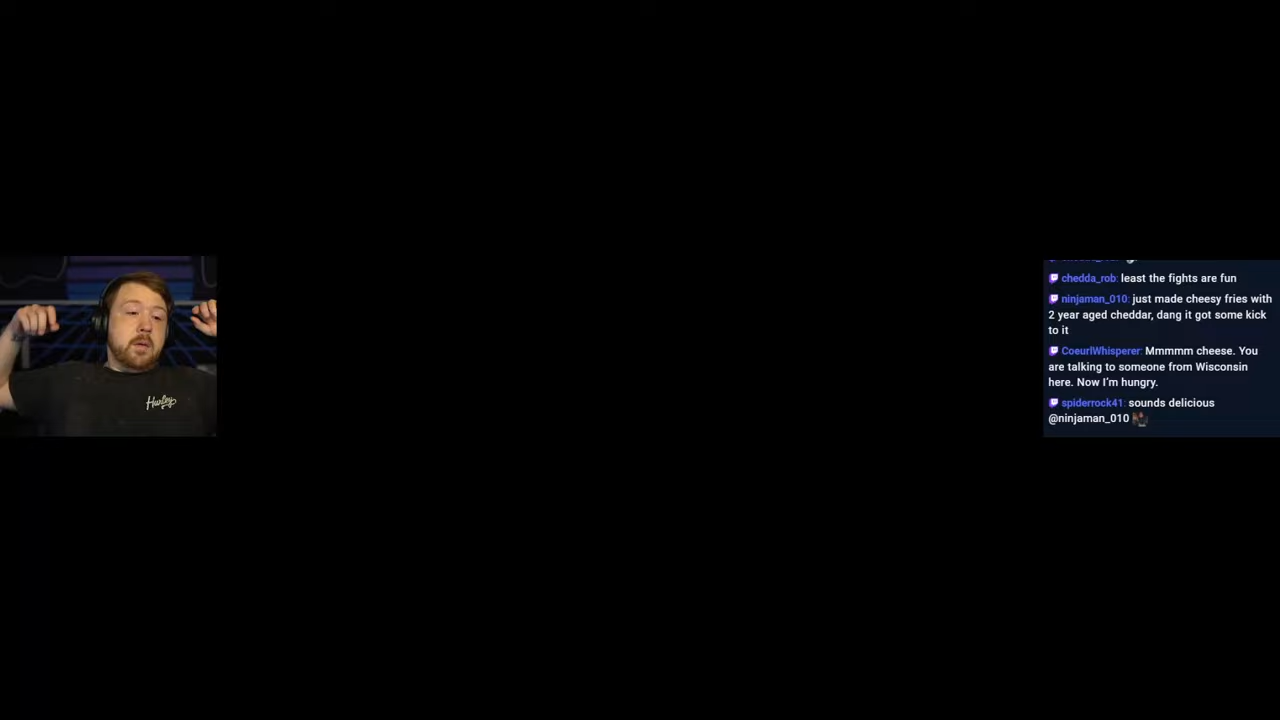 Hurley
chedda_rob: least the fights are fun
ninjaman_010: just made cheesy fries with
2 year aged cheddar, dang it got some kick
to it
CoeurlWhisperer: Mmmmm cheese. You
are talking to someone from Wisconsin
here. Now I'm hungry.
spiderrock41: sounds delicious
@ninjaman_010